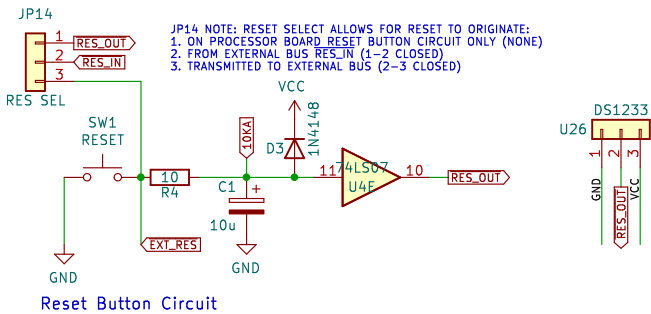 JP14
JP14 NOTE: RESET SELECT ALLOWS FOR RESET TO ORIGINATE:
1. ON PROCESSOR BOARD RESET BUTTON CIRCUIT ONLY (NONE)
2. FROM EXTERNAL BUS RES_IN (1-2 CLOSED)
3. TRANSMITTED TO EXTERNAL BUS (2-3 CLOSED)
1
RES_OUT
2
RES_IN
3
RES SEL
VCC
SW1
RESET
10KA
1N4148
D3
DS1233
U26
1 2 3
GND
RES_OUT
VCC
10
R4
C1
+
10u
11
74LS07
U4E
10
RES_OUT
EXT_RES
GND
GND
Reset Button Circuit